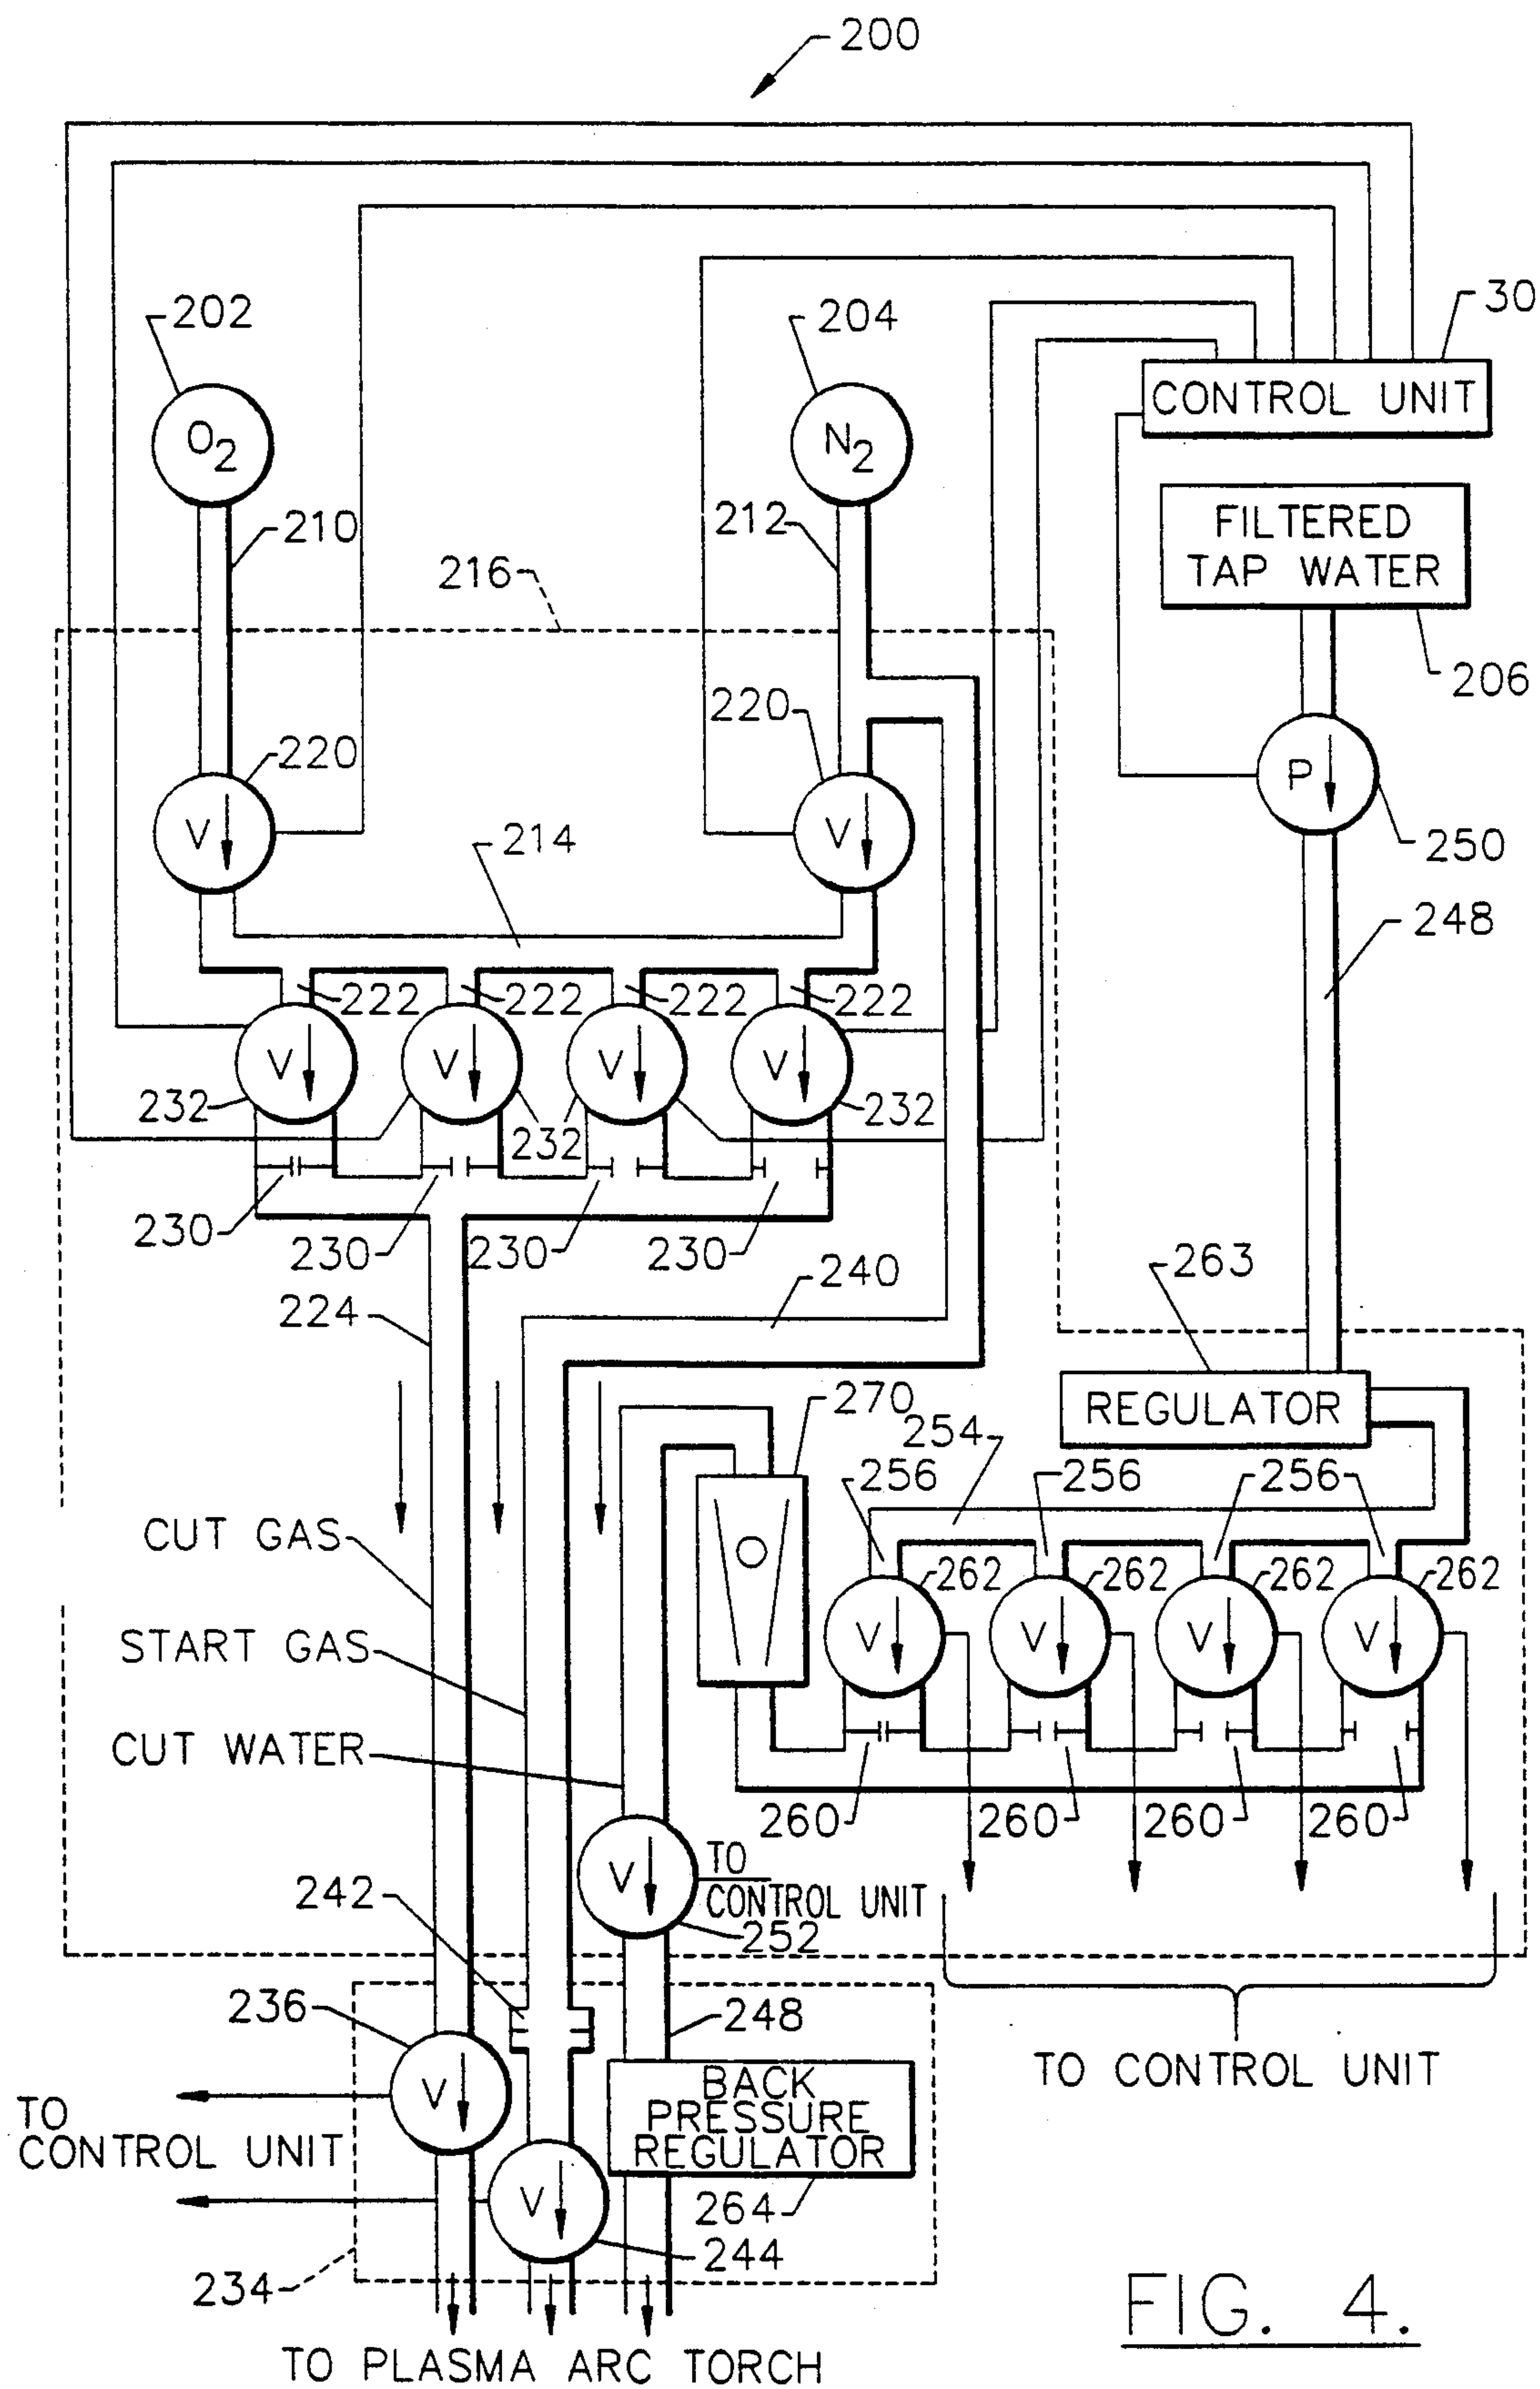 200
202
204
30
O2
N2
CONTROL UNIT
210
212
FILTERED
TAP WATER
216
206
220
220
V
V
P
250
214
248
222
222
222
222
V
V
V
V
232
232
232
230
230
230
230
240
263
224
REGULATOR
270
254
256
256
256
CUT GAS
262
262
262
262
V
V
V
V
START GAS
CUT WATER
260
260
260
260
V
TO
CONTROL UNIT
242
252
236
248
TO CONTROL UNIT
V
BACK
PRESSURE
REGULATOR
TO
CONTROL UNIT
V
264
244
234
FIG. 4.
TO PLASMA ARC TORCH